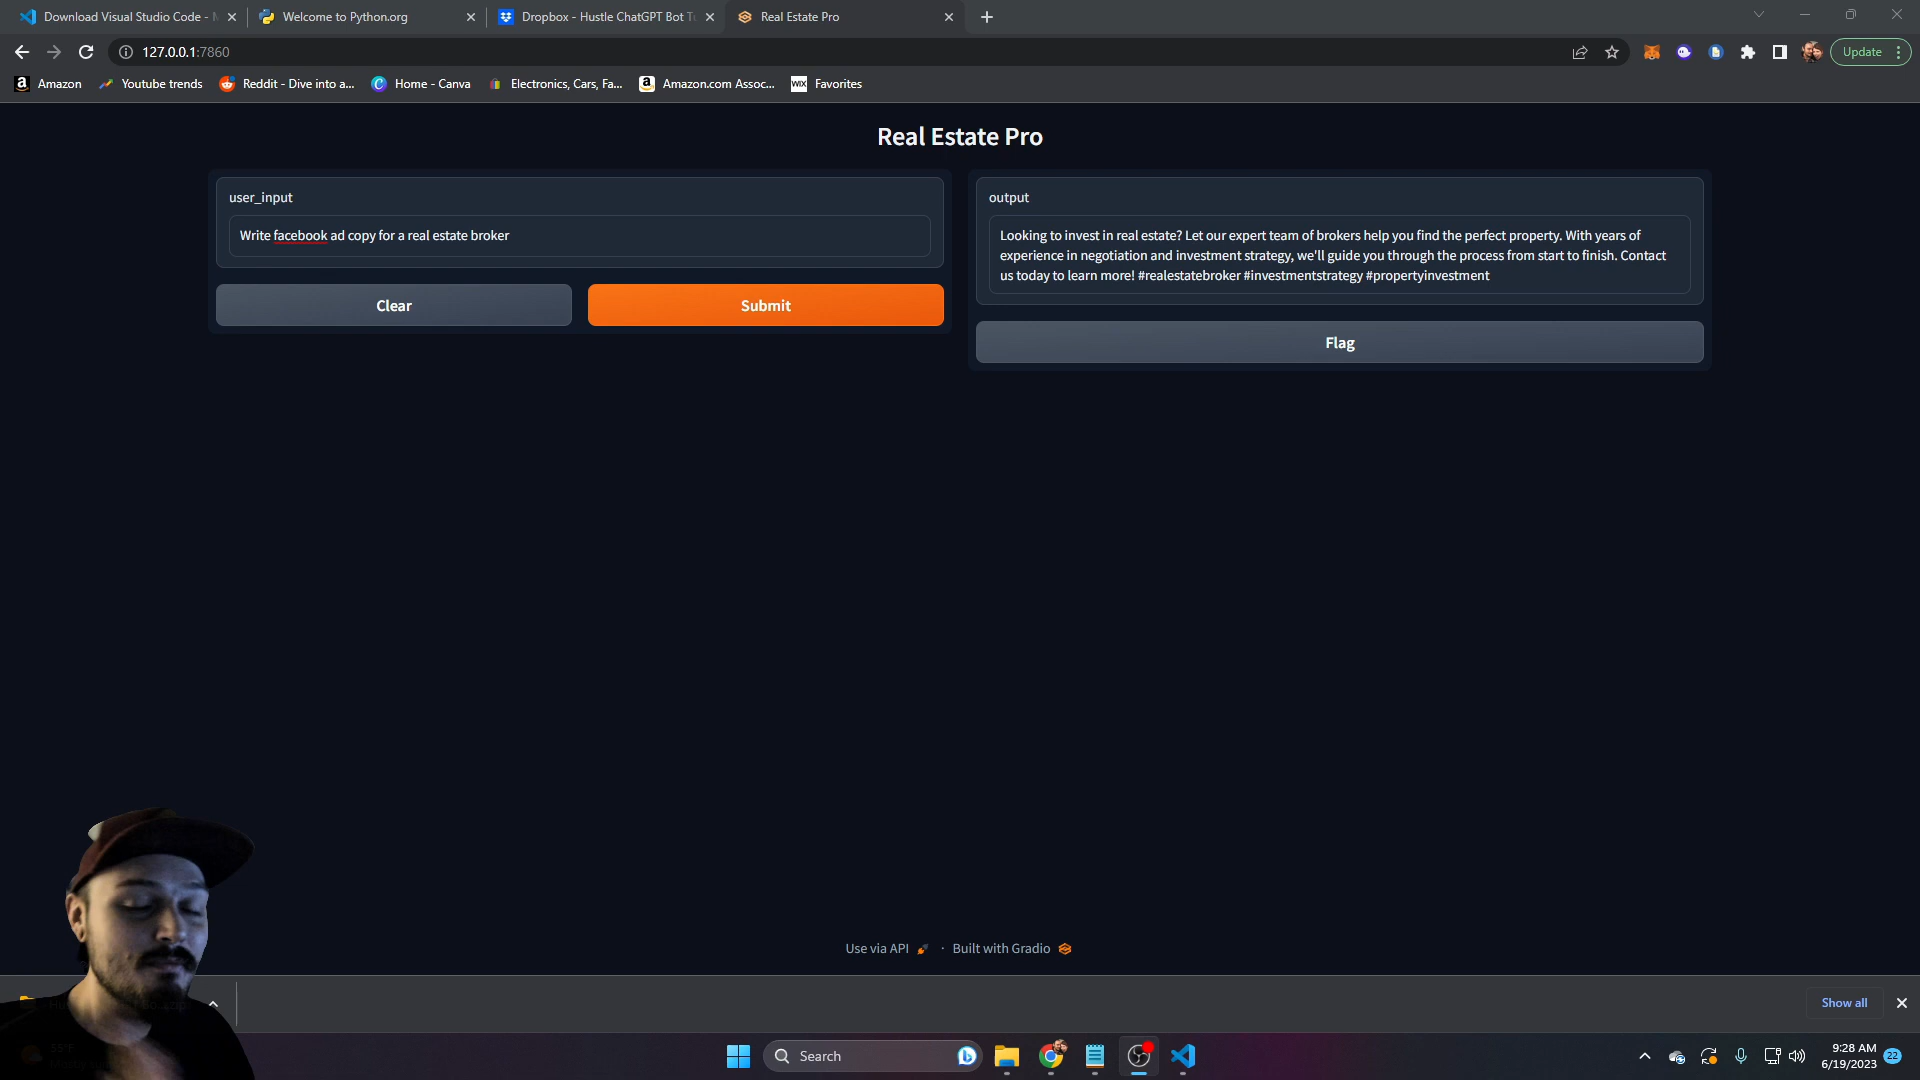 Download Visual Studio Code - M
Welcome to Python.org
Dropbox - Hustle ChatGPT Bot T
Real Estate Pro
127.0.0.1:7860
Update
Amazon
Youtube trends
Reddit - Dive into a...
Home - Canva
Electronics, Cars, Fa...
Amazon.com Assoc...
WIX
Favorites
Real Estate Pro
user_input
Write facebook ad copy for a real estate broker
Clear
Submit
output
Looking to invest in real estate? Let our expert team of brokers help you find the perfect property. With years of
experience in negotiation and investment strategy, we'll guide you through the process from start to finish. Contact
us today to learn more! #realestatebroker #investmentstrategy #propertyinvestment
Flag
Use via API
· Built with Gradio
Show all
55°F
Search
9:28 AM
6/19/2023
22